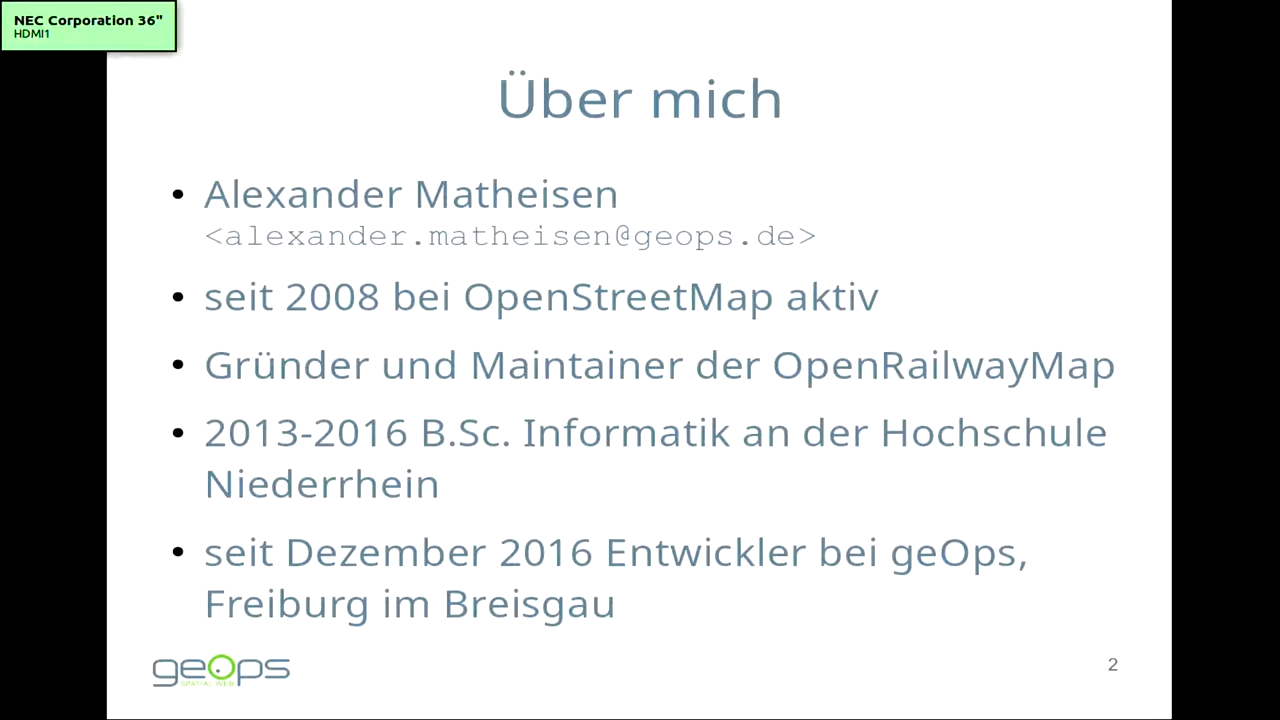 NEC Corporation 36"
HDMI1
Über mich
• Alexander Matheisen
<alexander.matheisen@geops.de>
• seit 2008 bei OpenStreetMap aktiv
• Gründer und Maintainer der OpenRailwayMap
• 2013-2016 B.Sc. Informatik an der Hochschule
Niederrhein
• seit Dezember 2016 Entwickler bei geOps,
Freiburg im Breisgau
geOps
SPATIAL WEB
2